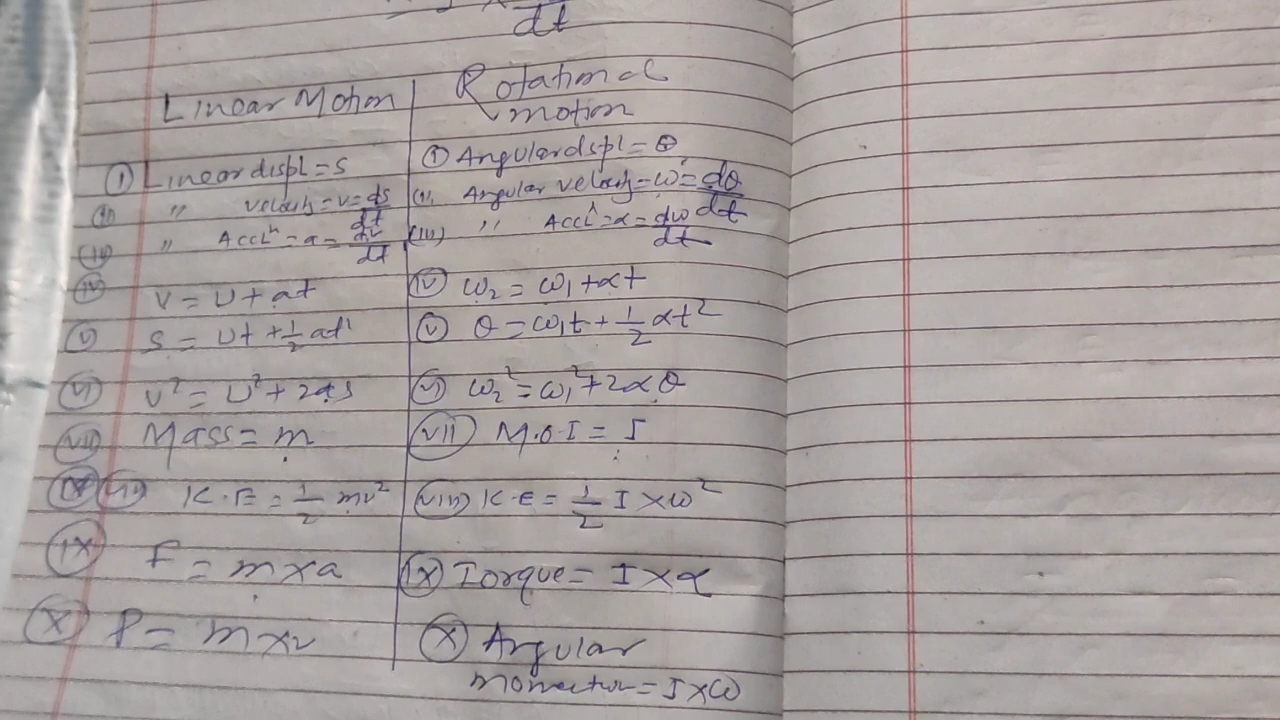 dt
Linear Motion | Rotational motion
(i) Linear displ = s | (i) Angular displ = θ
(ii) " velocity = v = ds/dt | (ii) Angular velocity = ω = dθ/dt
(iii) " Accⁿ = a = dv/dt | (iii) " Accⁿ = α = dω/dt
(iv) v = u + at | (iv) ω₂ = ω₁ + αt
(v) s = ut + 1/2 at² | (v) θ = ω₁t + 1/2 αt²
(vi) v² = u² + 2as | (vi) ω₂² = ω₁² + 2αθ
(vii) Mass = m | (vii) M.O.I = I
(viii) K.E = 1/2 mv² | (viii) K.E = 1/2 I × ω²
(ix) F = m × a | (ix) Torque = I × α
(x) P = m × v | (x) Angular
momentum = I × ω